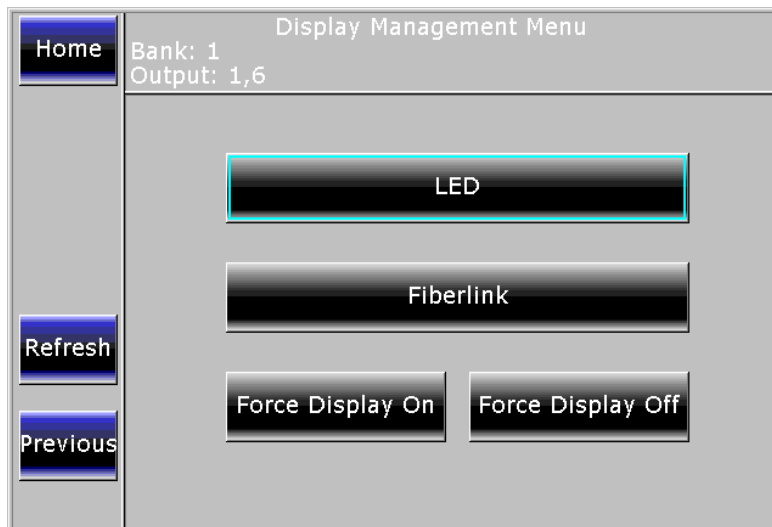 Home
Display Management Menu
Bank: 1
Output: 1,6
LED
Fiberlink
Refresh
Force Display On
Force Display Off
Previous